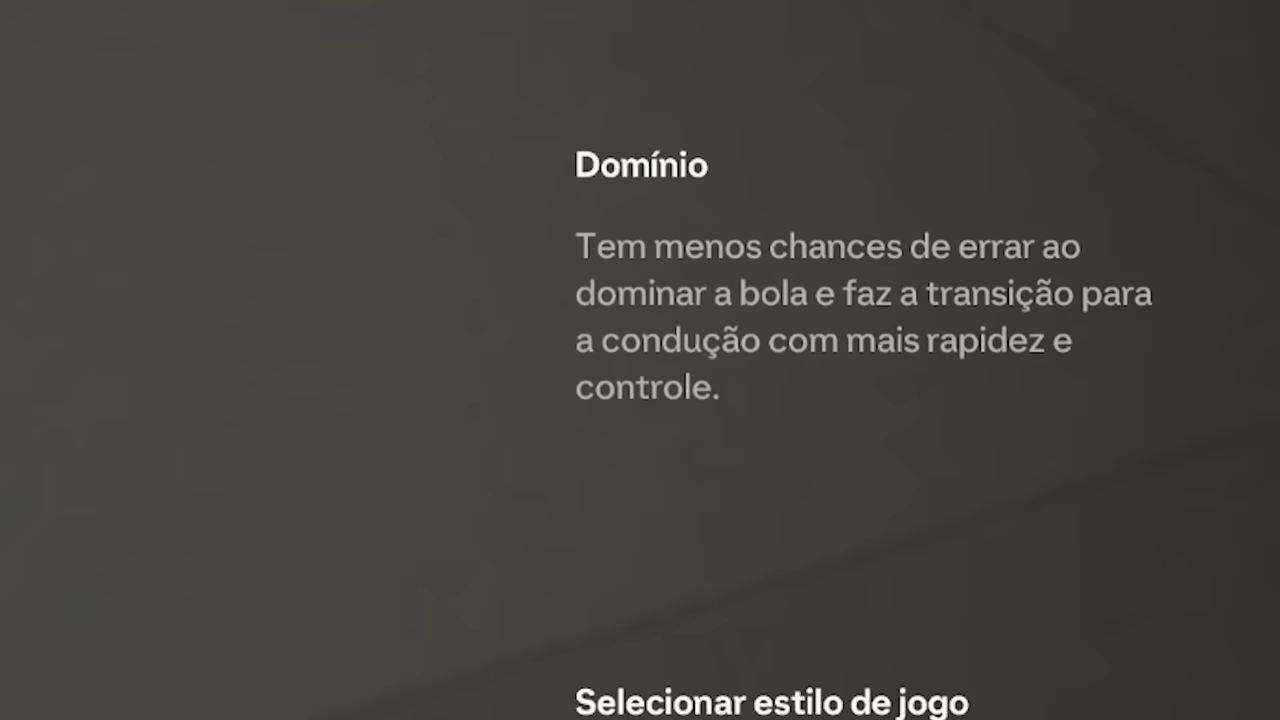 Domínio
Tem menos chances de errar ao
dominar a bola e faz a transição para
a condução com mais rapidez e
controle.
Selecionar estilo de jogo